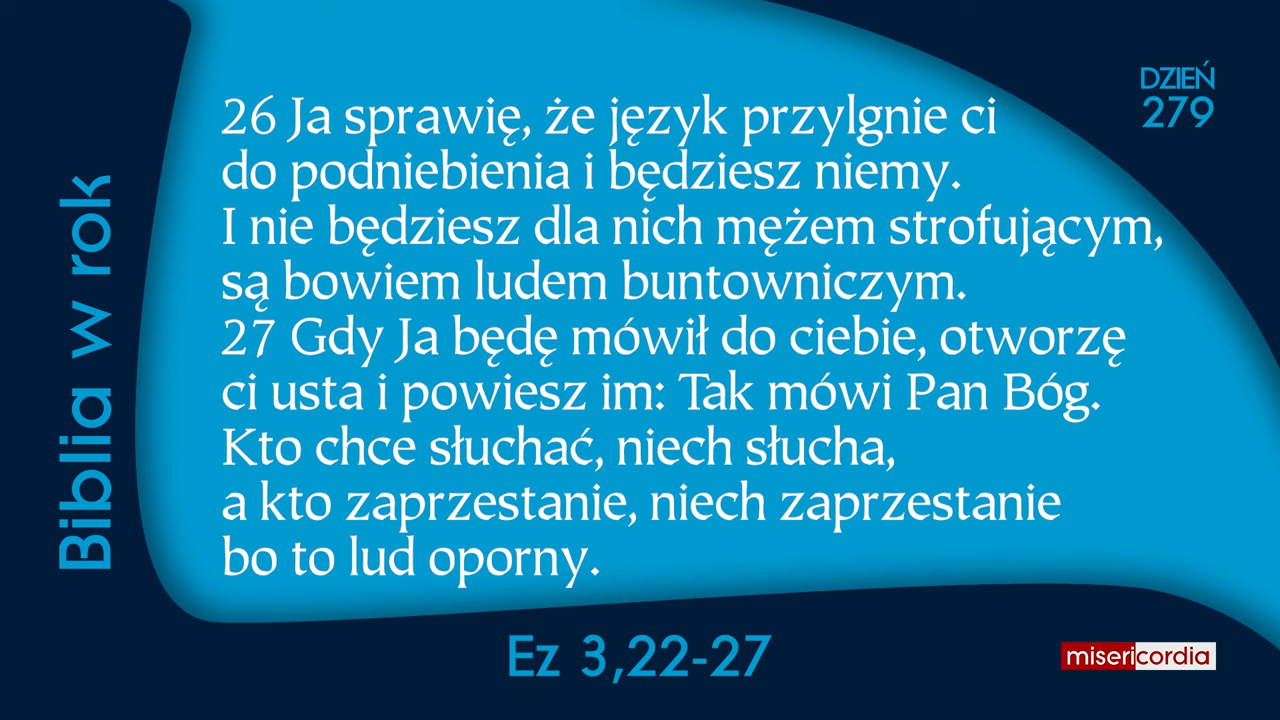 DZIEŃ
279
26 Ja sprawię, że język przylgnie ci
do podniebienia i będziesz niemy.
I nie będziesz dla nich mężem strofującym,
są bowiem ludem buntowniczym.
27 Gdy Ja będę mówił do ciebie, otworzę
ci usta i powiesz im: Tak mówi Pan Bóg.
Kto chce słuchać, niech słucha,
a kto zaprzestanie, niech zaprzestanie
bo to lud oporny.
Biblia w rok
Ez 3,22-27
misericordia